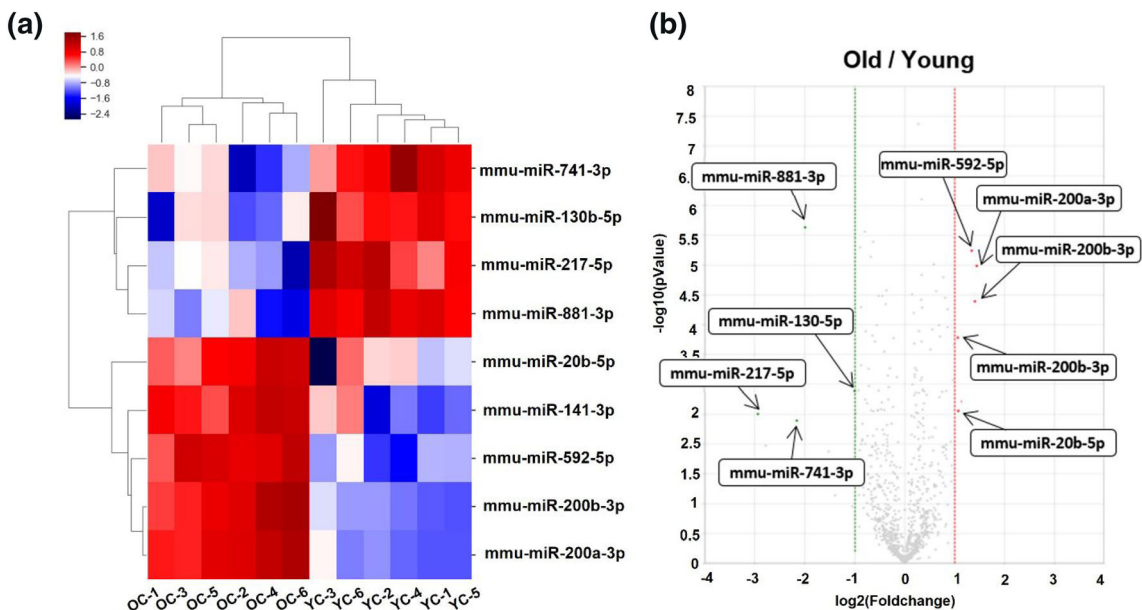 (a)
1.6
0.8
0.0
−0.8
−1.6
−2.4
mmu-miR-741-3p
mmu-miR-130b-5p
mmu-miR-217-5p
mmu-miR-881-3p
mmu-miR-20b-5p
mmu-miR-141-3p
mmu-miR-592-5p
mmu-miR-200b-3p
mmu-miR-200a-3p
OC-1 OC-3 OC-5 OC-2 OC-4 OC-6 YC-3 YC-6 YC-2 YC-4 YC-1 YC-5
(b)
Old / Young
8
7.5
7
6.
6
5.5
5
4.5
4
3.5
2
2.5
2
1.5
1
0.5
0
-log10(pValue)
mmu-miR-592-5p
mmu-miR-881-3p
mmu-miR-200a-3p
mmu-miR-200b-3p
mmu-miR-130-5p
mmu-miR-200b-3p
mmu-miR-217-5p
mmu-miR-20b-5p
mmu-miR-741-3p
-4 -3 -2 -1 0 1 2 3 4
log2(Foldchange)